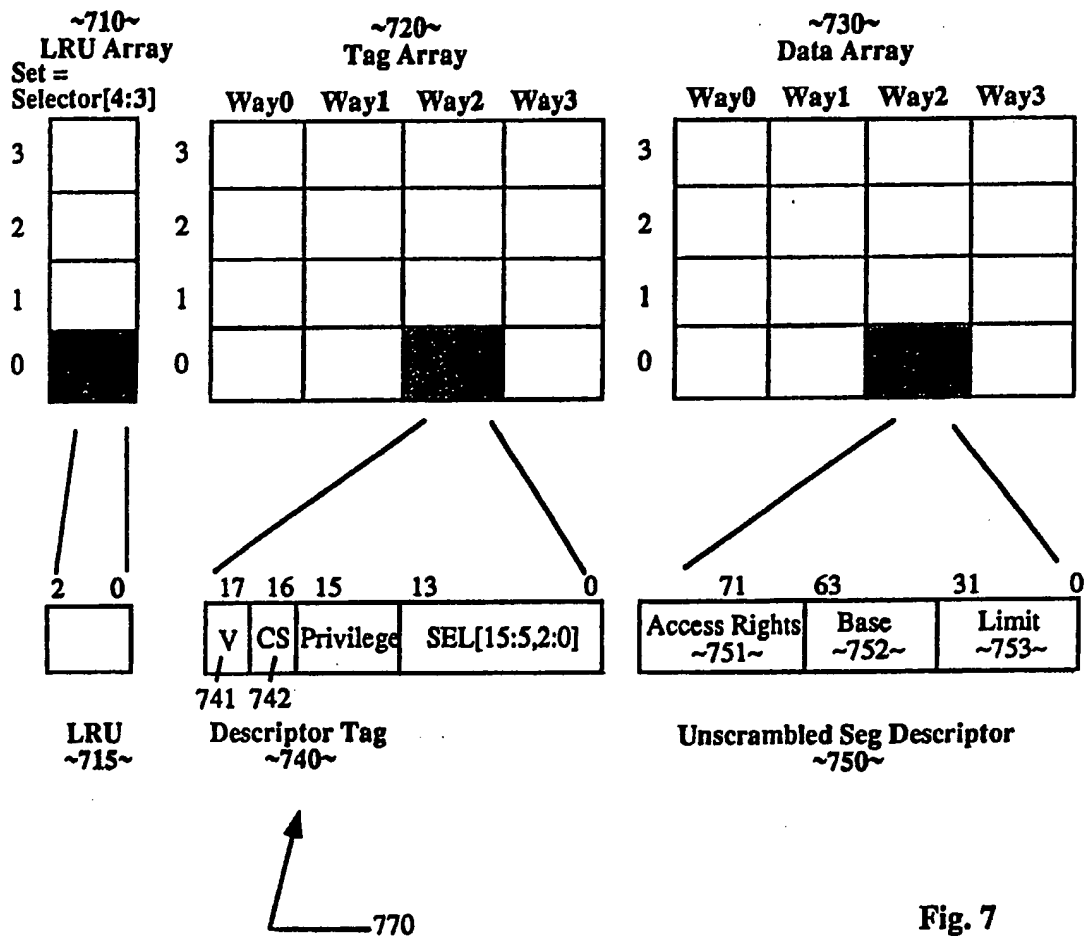 ~710~
LRU Array
Set =
Selector[4:3]
3
2
1
0
~720~
Tag Array
Way0 Way1 Way2 Way3
3
2
1
0
~730~
Data Array
Way0 Way1 Way2 Way3
3
2
1
0
2 0
LRU
~715~
17 16 15 13 0
V CS Privilege SEL[15:5,2:0]
741 742
Descriptor Tag
~740~
71 63 31 0
Access Rights Base Limit
~751~ ~752~ ~753~
Unscrambled Seg Descriptor
~750~
770
Fig. 7